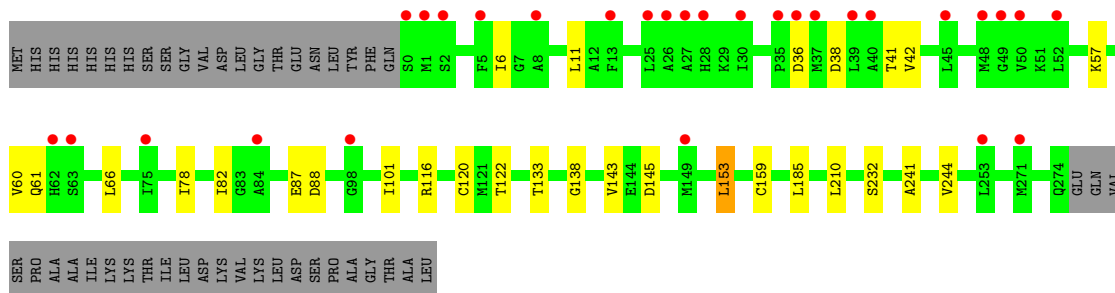 MET HIS HIS HIS HIS HIS HIS SER SER GLY VAL ASP LEU GLY THR GLU ASN LEU TYR PHE GLN S0 M1 S2 F5 I6 G7 A8 L11 A12 F13 L25 A26 A27 H28 K29 I30 P35 D36 M37 D38 L39 A40 T41 V42 L45 M48 G49 V50 K51 L52 K57
V60 Q61 H62 S63 L66 I75 I78 I82 G83 A84 E87 D88 G98 I101 R116 C120 M121 T122 T133 G138 V143 E144 D145 M149 L153 C159 L185 L210 S232 A241 V244 L253 M271 Q274 GLU GLN VAL
SER PRO ALA ALA ILE LYS LYS THR ILE LEU ASP LYS VAL LYS LEU ASP SER PRO ALA GLY THR ALA LEU